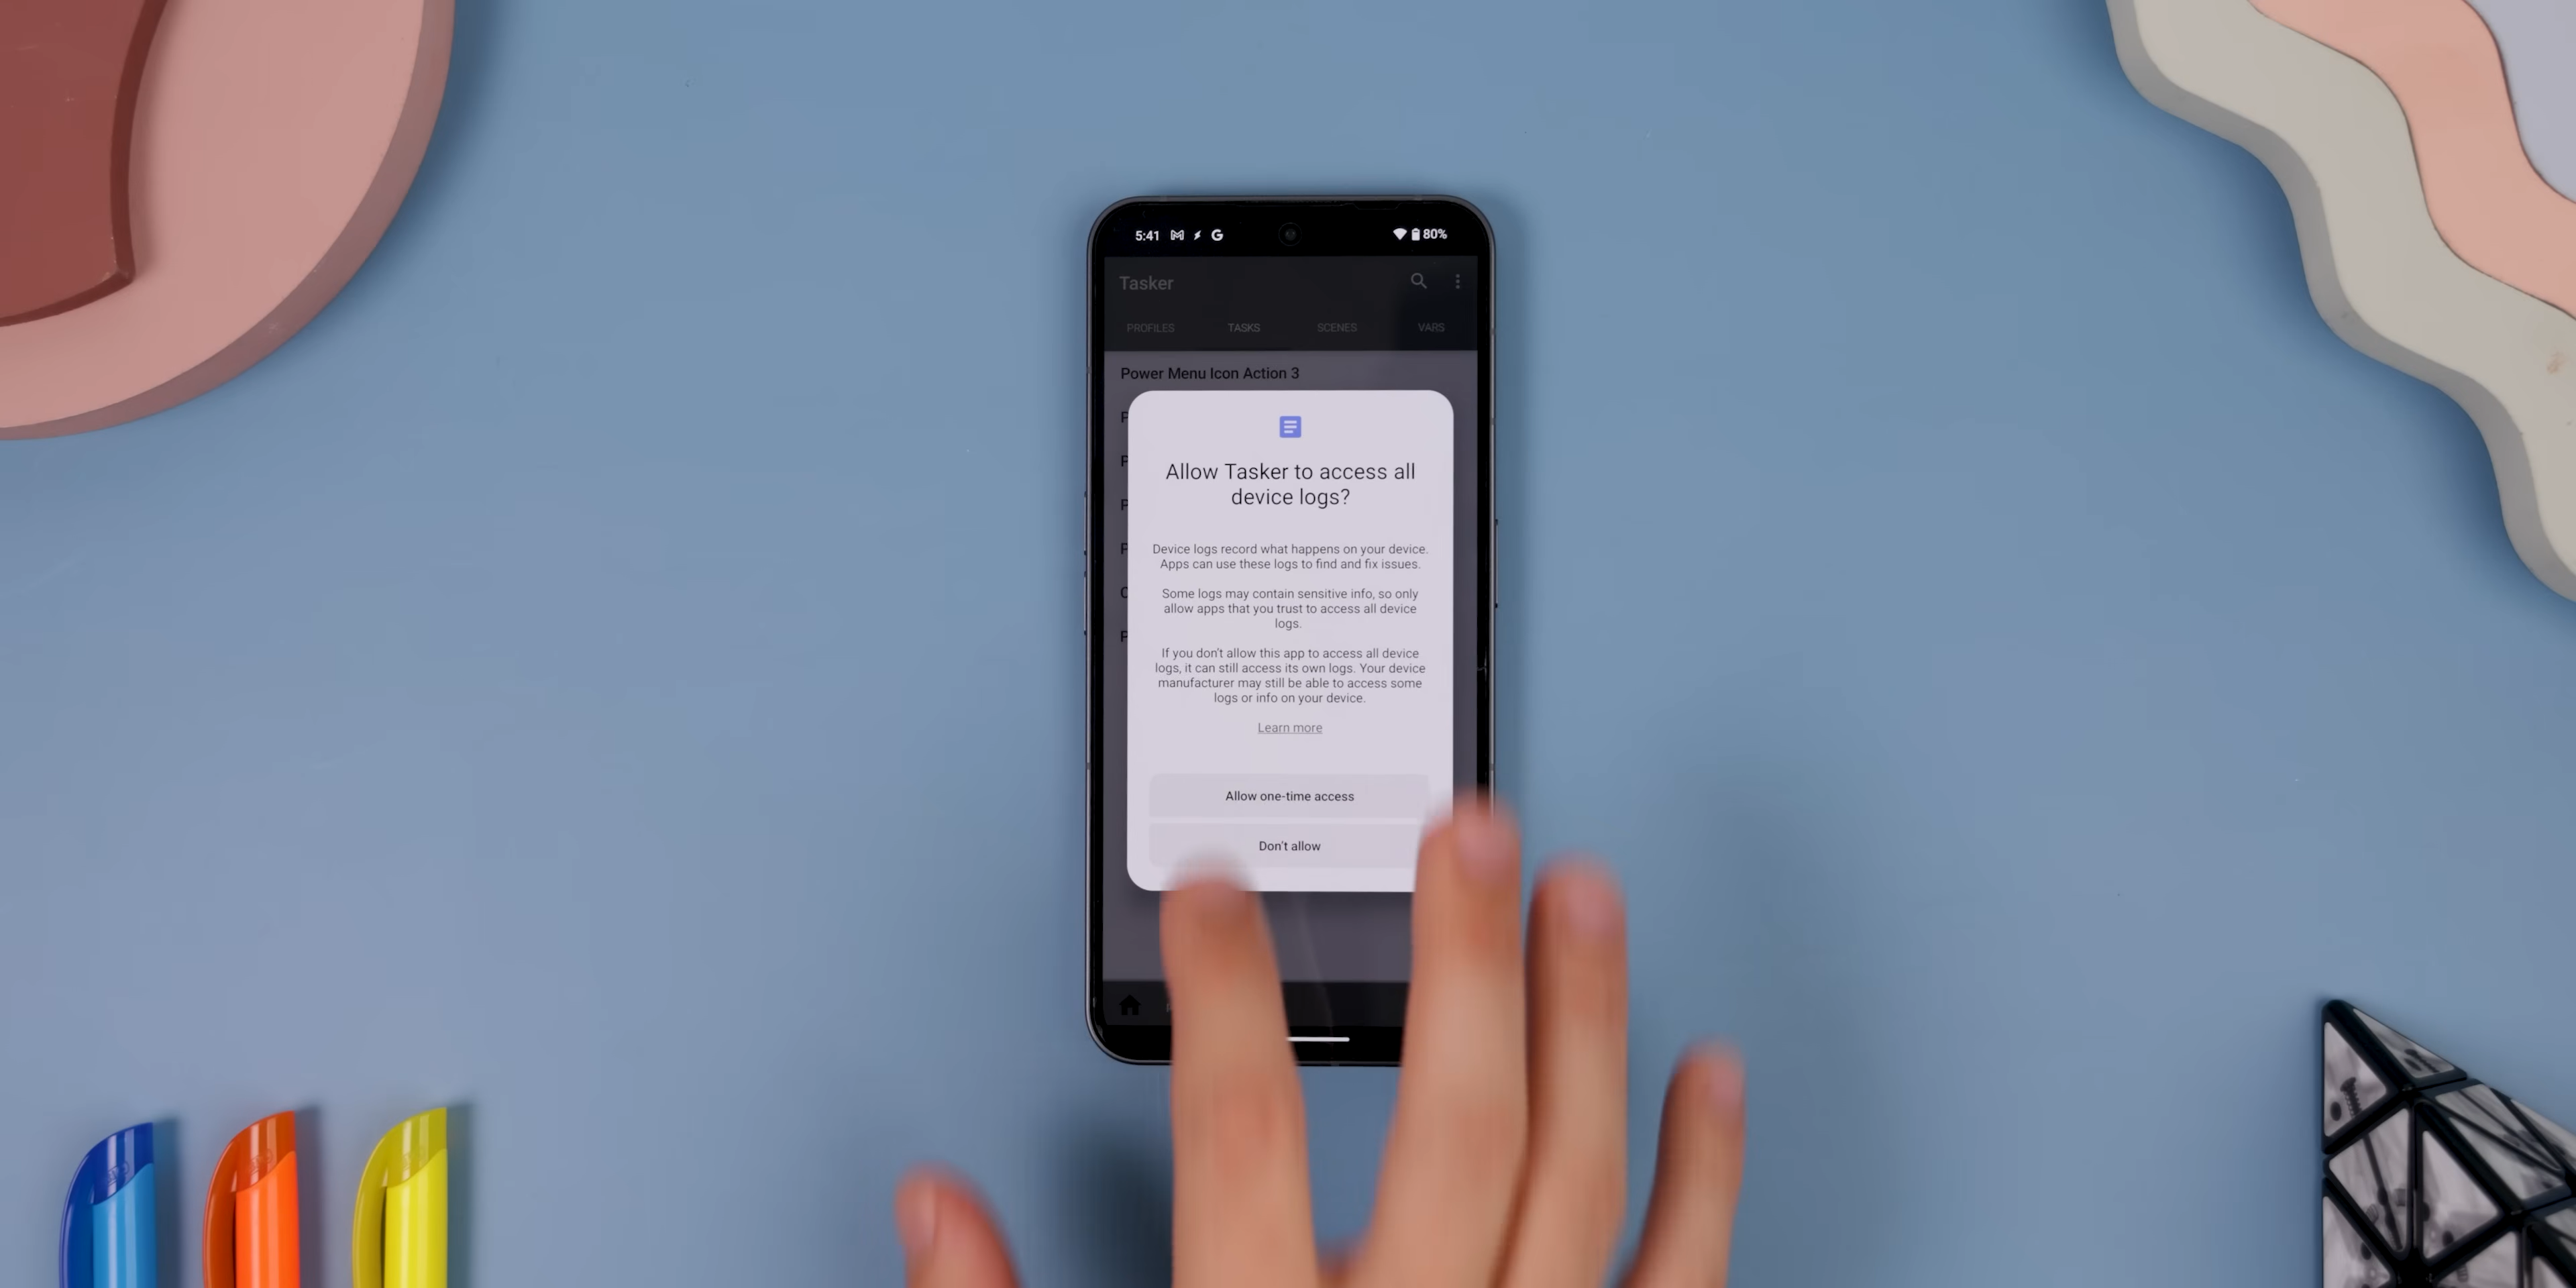 5:41 80%
Tasker
PROFILES TASKS SCENES VARS
Power Menu Icon Action 3
Allow Tasker to access all
device logs?
Device logs record what happens on your device.
Apps can use these logs to find and fix issues.
Some logs may contain sensitive info, so only
allow apps that you trust to access all device
logs.
If you don't allow this app to access all device
logs, it can still access its own logs. Your device
manufacturer may still be able to access some
logs or info on your device.
Learn more
Allow one-time access
Don't allow